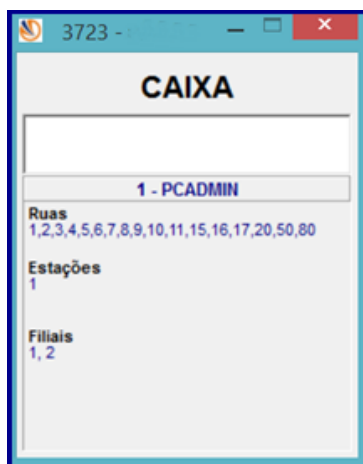 3723 -
CAIXA
1 - PCADMIN
Ruas
1,2,3,4,5,6,7,8,9,10,11,15,16,17,20,50,80
Estações
1
Filiais
1, 2